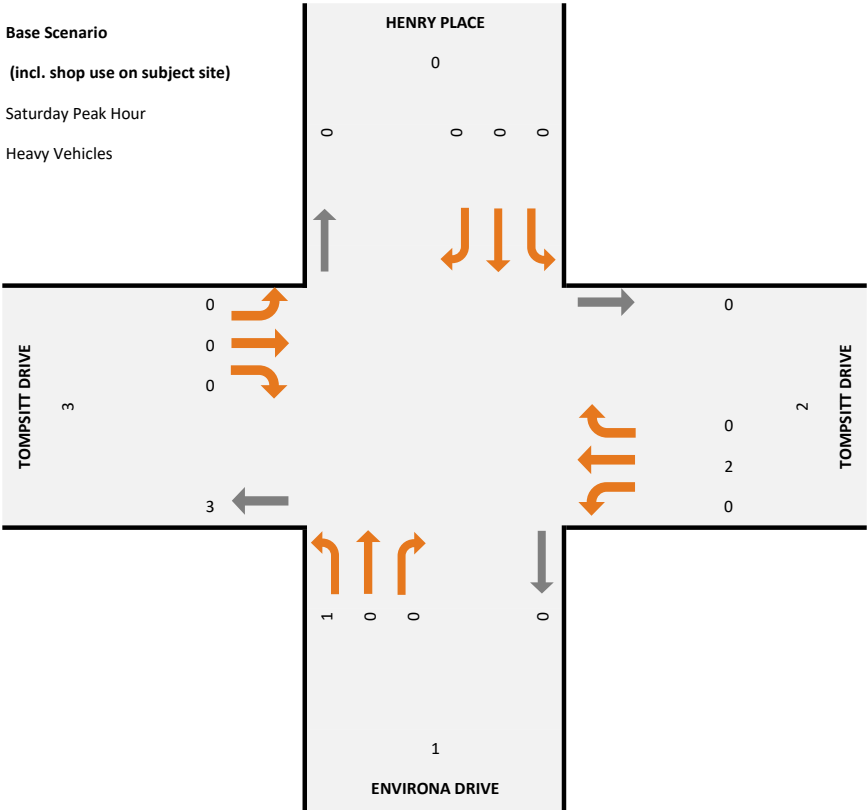 Base Scenario
HENRY PLACE
(incl. shop use on subject site)
0
Saturday Peak Hour
0 0 0 0
Heavy Vehicles
0 0
0
0
TOMPSITT DRIVE
3
2
TOMPSITT DRIVE
0
2
3 0
1 0 0 0
1
ENVIRONA DRIVE